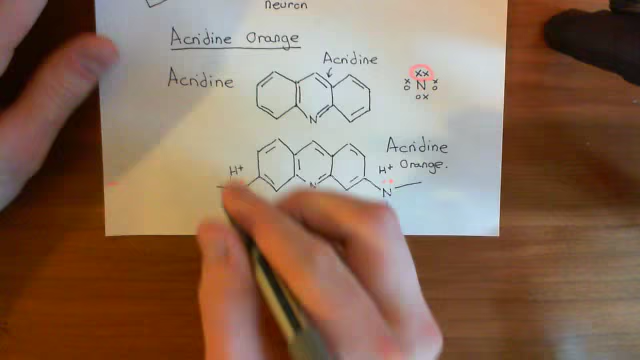 neuron
Acridine Orange
Acridine
Acridine
N
N
Acridine
Orange.
H+
H+
N
N